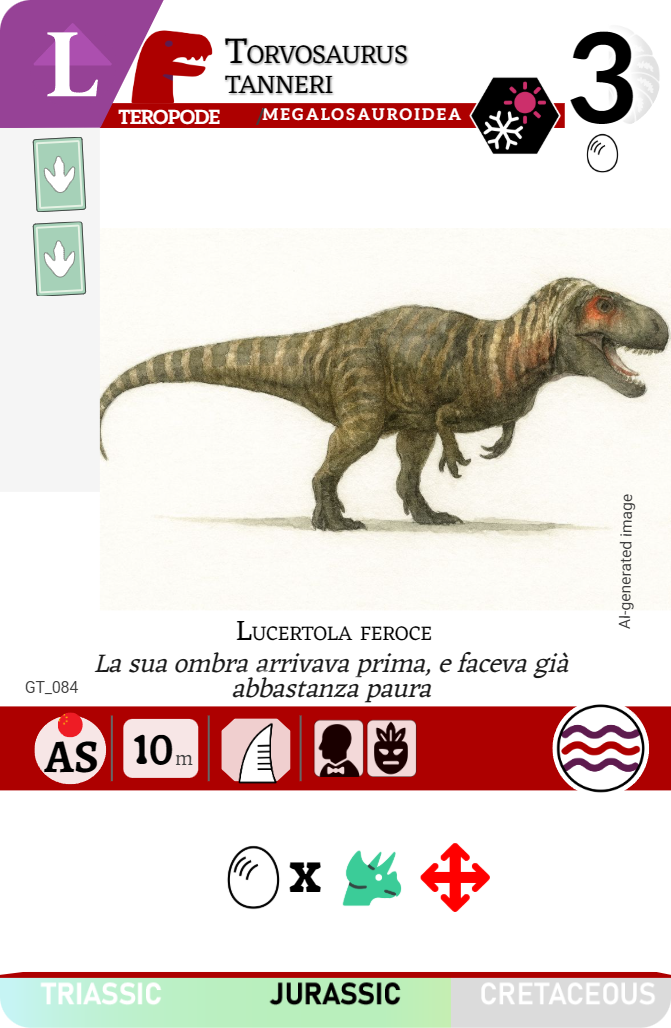 L
TORVOSAURUS
TANNERI
3
TEROPODE / MEGALOSAUROIDEA
AI-generated image
LUCERTOLA FEROCE
La sua ombra arrivava prima, e faceva già
abbastanza paura
GT_084
AS
10 m
x
TRIASSIC JURASSIC CRETACEOUS